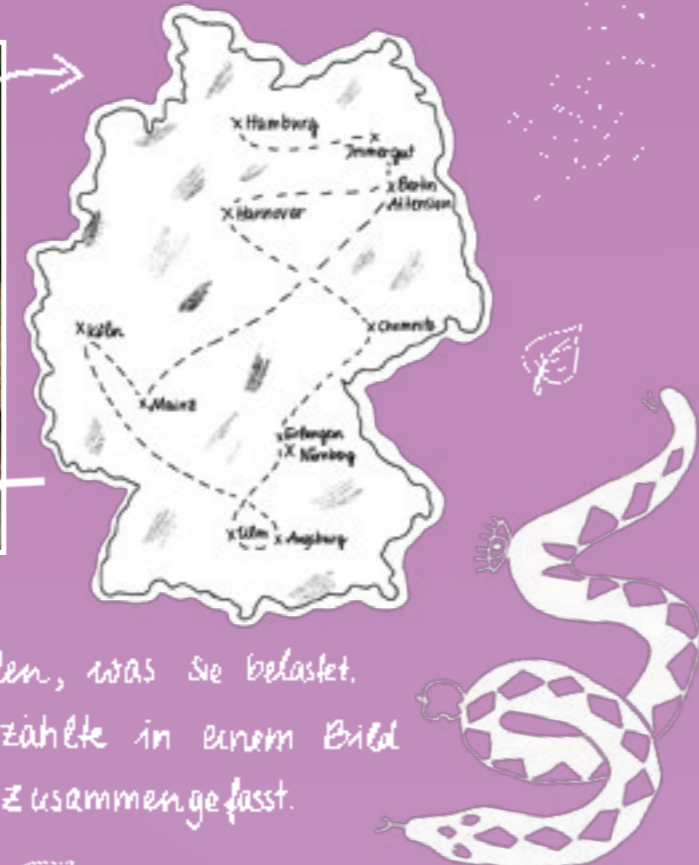 Hamburg
Immergut
Berlin
Attension
Hannover
Köln
Chemnitz
Mainz
Erlangen
Nürnberg
Ulm
Augsburg
len, was sie belastet.
zählte in einem Bild
zusammengefasst.